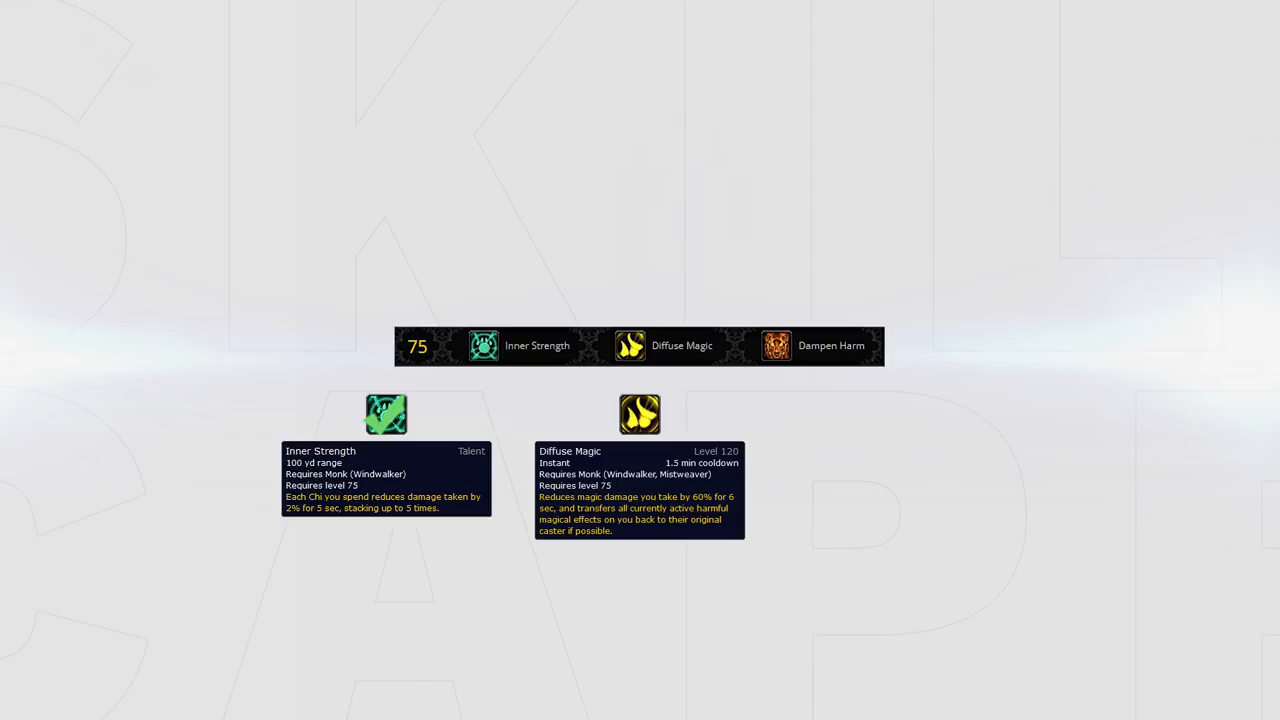 SKIL
CAPP
75 Inner Strength Diffuse Magic Dampen Harm
Inner Strength Talent
100 yd range
Requires Monk (Windwalker)
Requires level 75
Each Chi you spend reduces damage taken by
2% for 5 sec, stacking up to 5 times.
Diffuse Magic Level 120
Instant 1.5 min cooldown
Requires Monk (Windwalker, Mistweaver)
Requires level 75
Reduces magic damage you take by 60% for 6
sec, and transfers all currently active harmful
magical effects on you back to their original
caster if possible.